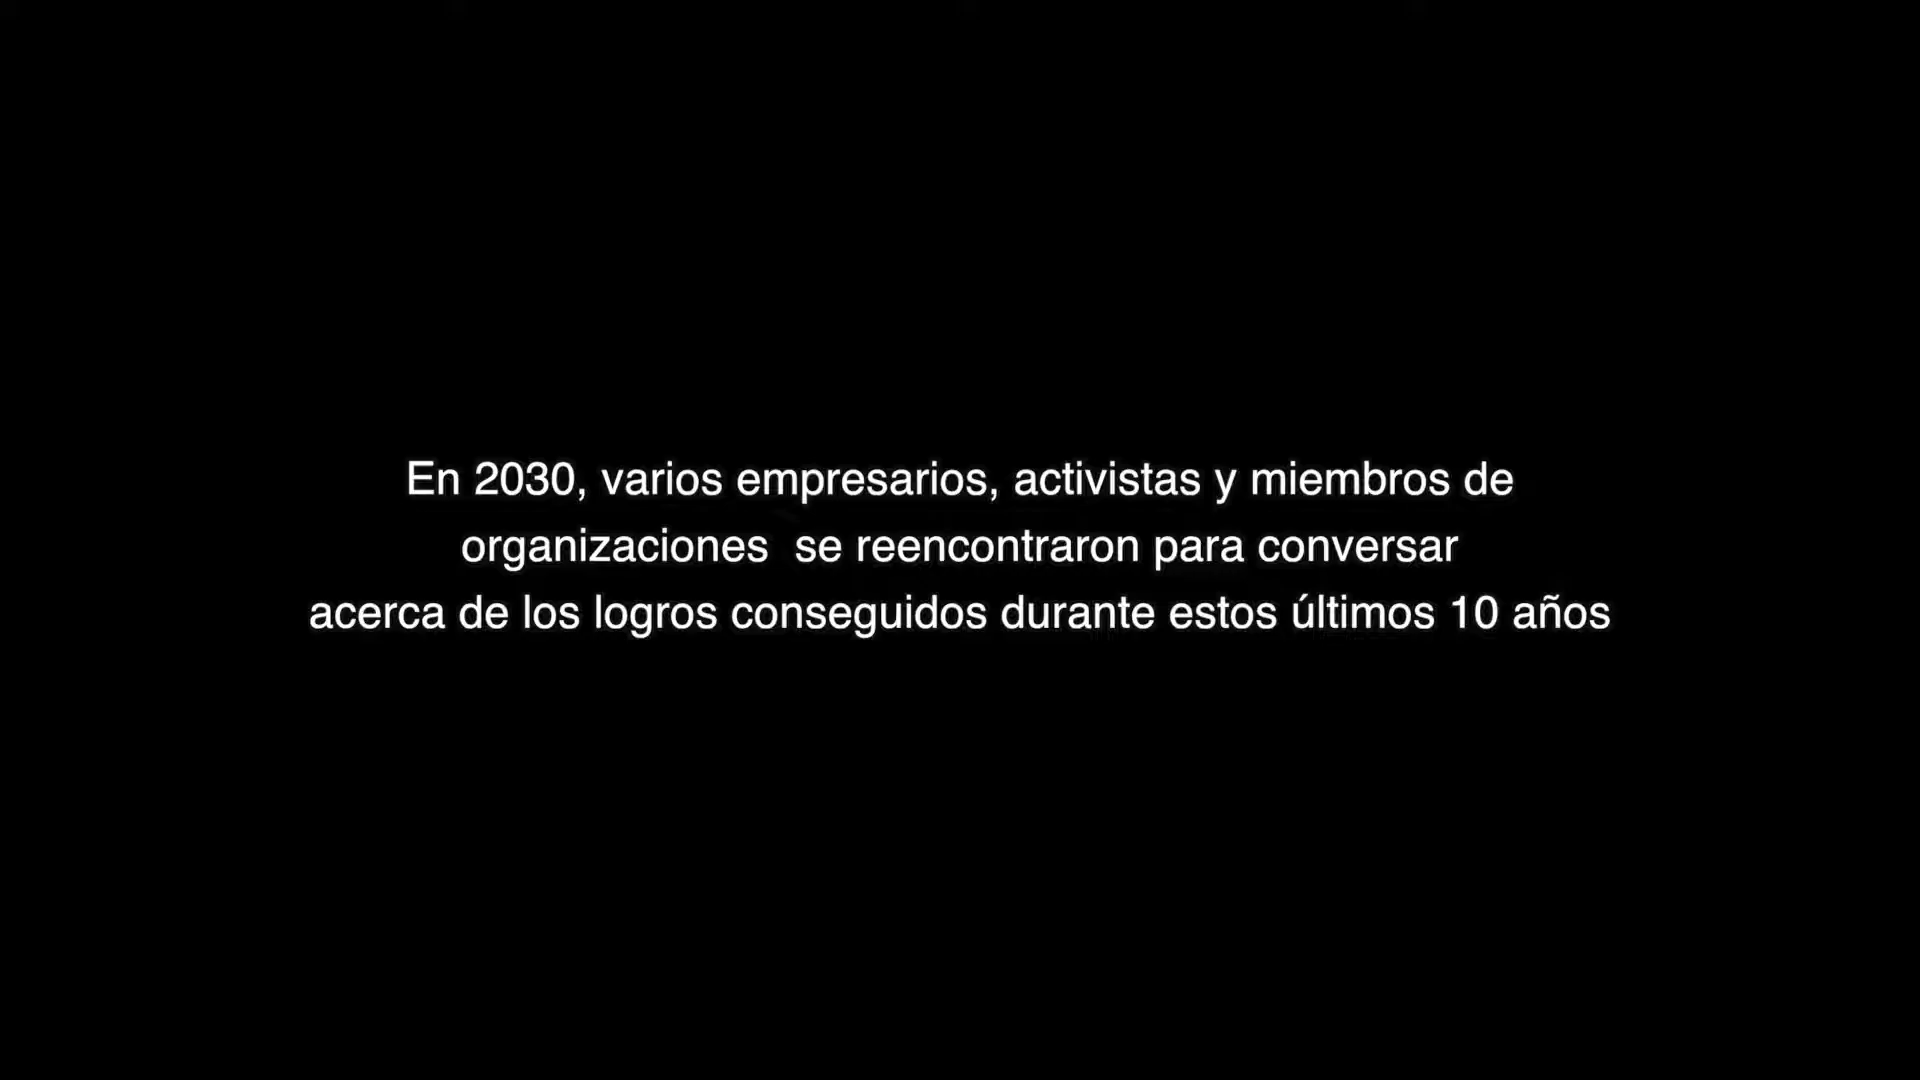 En 2030, varios empresarios, activistas y miembros de
organizaciones  se reencontraron para conversar
acerca de los logros conseguidos durante estos últimos 10 años